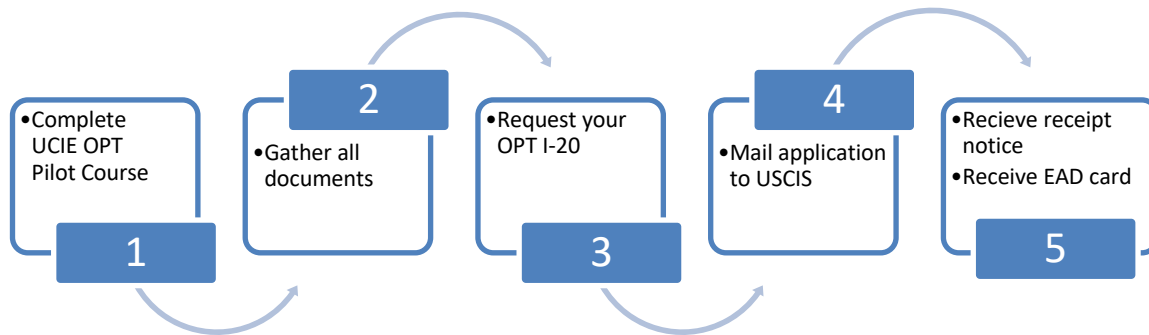 •Complete
UCIE OPT
Pilot Course
1
2
•Gather all
documents
•Request your
OPT I-20
3
4
•Mail application
to USCIS
•Recieve receipt
notice
•Receive EAD card
5